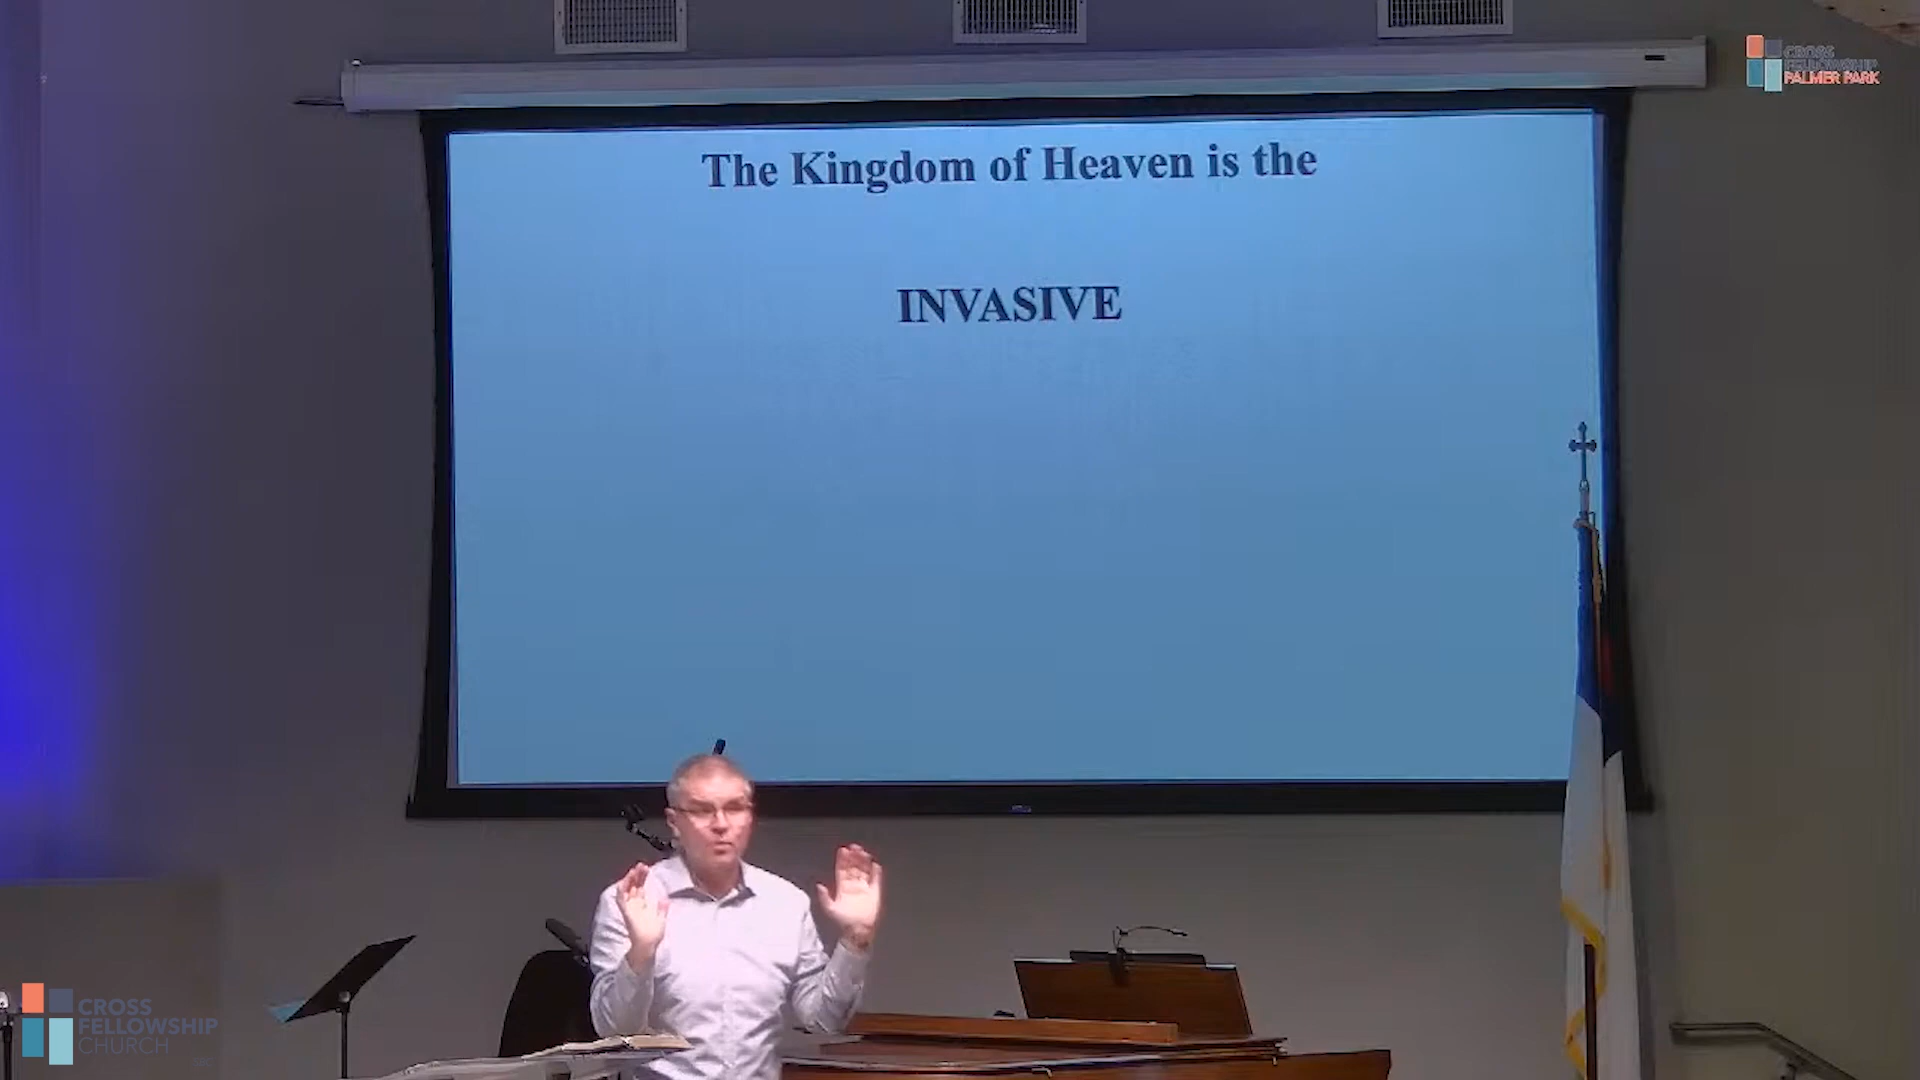 CROSS
FELLOWSHIP
PALMER PARK
The Kingdom of Heaven is the
INVASIVE
CROSS
FELLOWSHIP
CHURCH